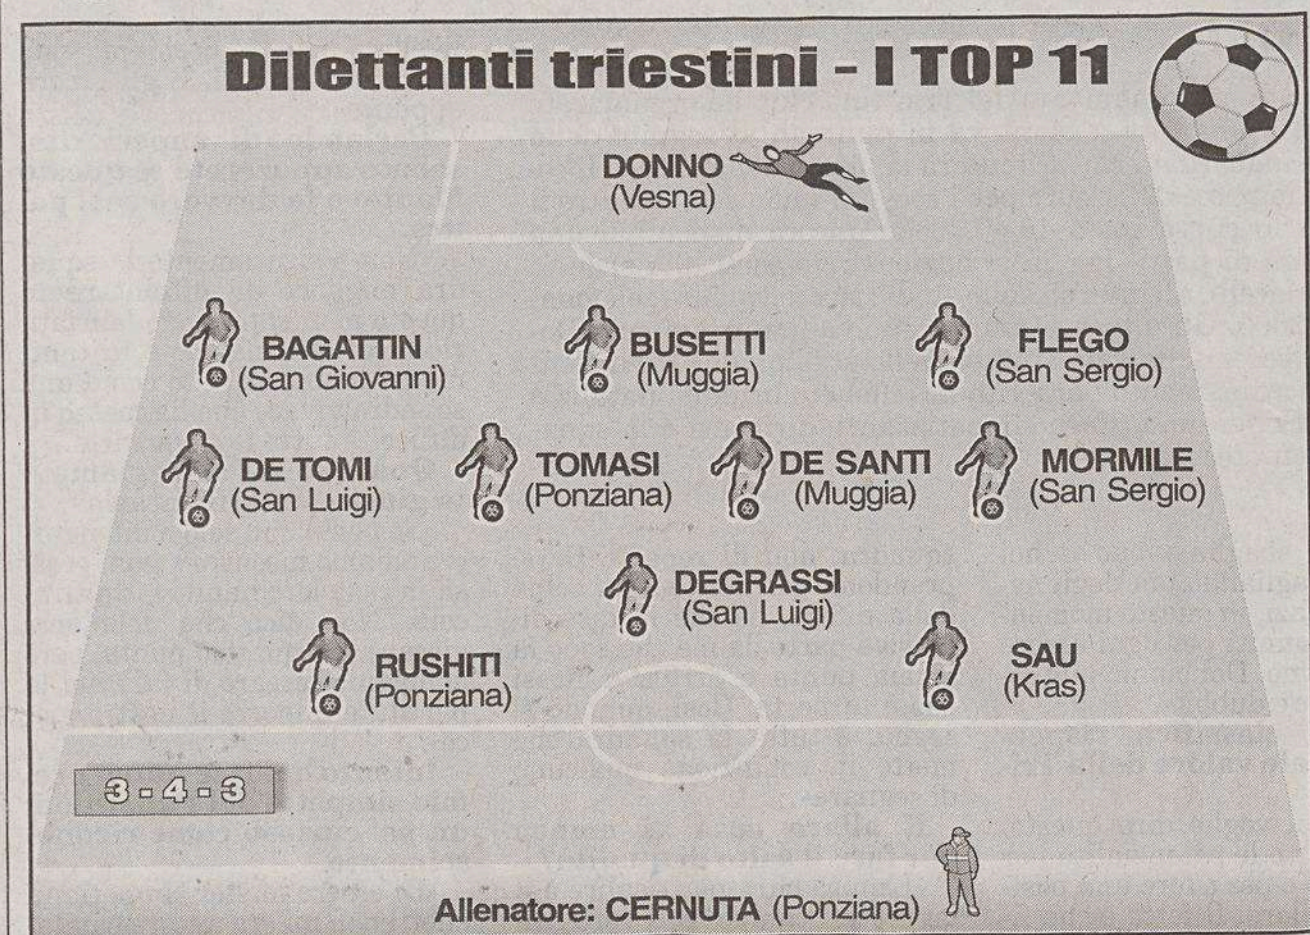 Dilettanti triestini - I TOP 11
DONNO
(Vesna)
BAGATTIN
(San Giovanni)
BUSETTI
(Muggia)
FLEGO
(San Sergio)
DE TOMI
(San Luigi)
TOMASI
(Ponziana)
DE SANTI
(Muggia)
MORMILE
(San Sergio)
DEGRASSI
(San Luigi)
RUSHITI
(Ponziana)
SAU
(Kras)
3 - 4 - 3
Allenatore: CERNUTA (Ponziana)